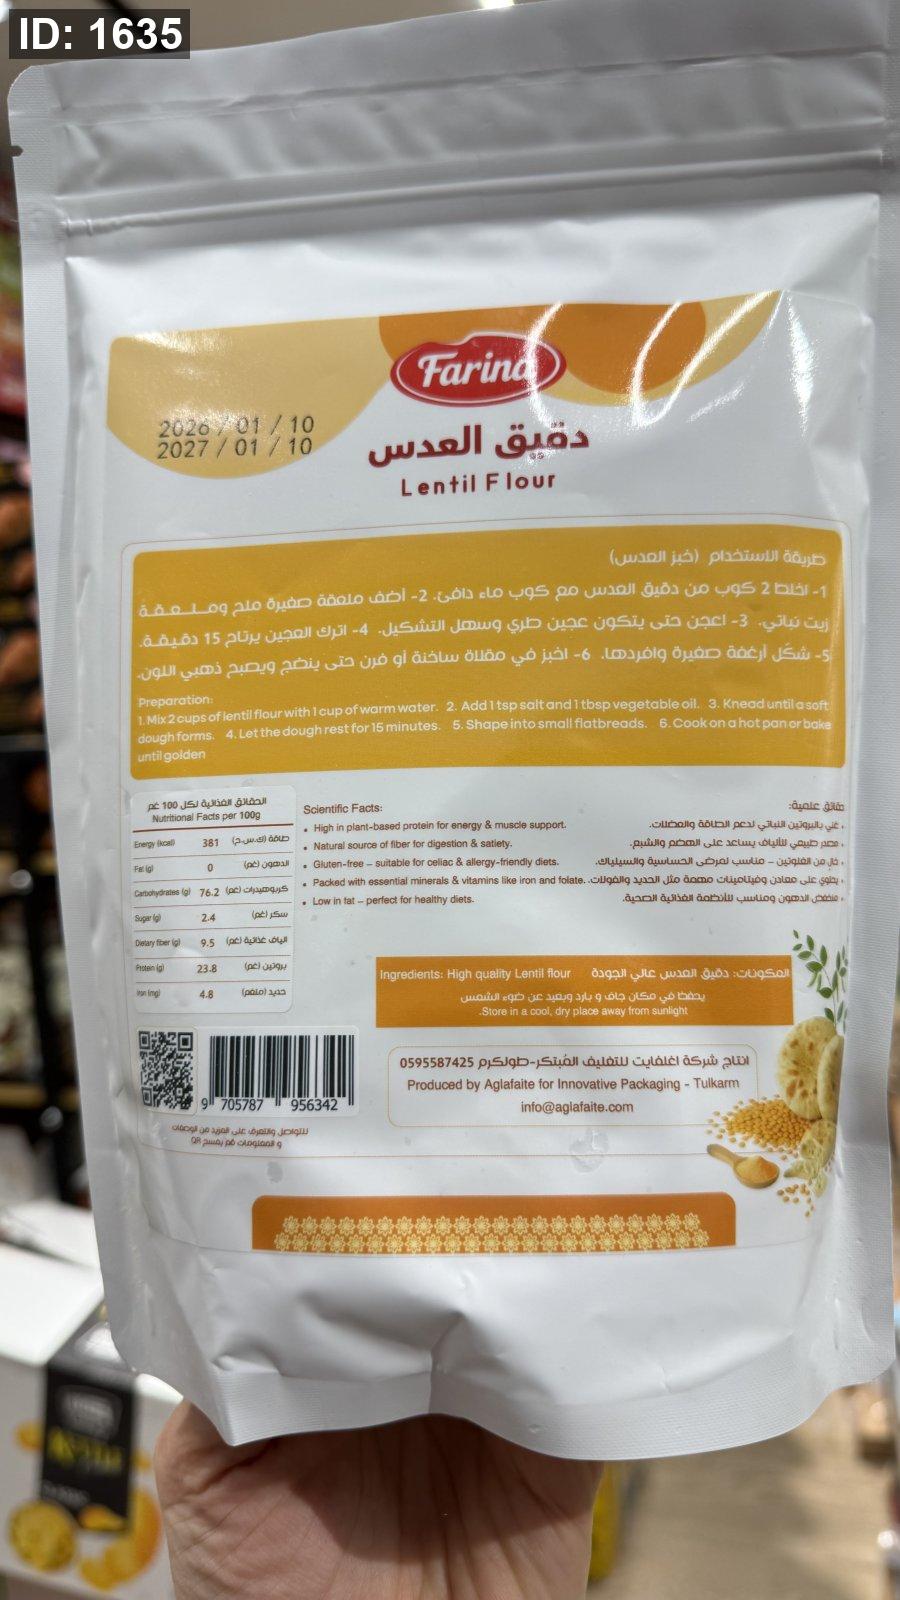 ID: 1635
Farina
2026 / 01 / 10
2027 / 01 / 10
دقيق العدس
Lentil Flour
طريقة الاستخدام (خبز العدس)
1- اخلط 2 كوب من دقيق العدس مع كوب ماء دافئ. 2- أضف ملعقة صغيرة ملح وملعقة
زيت نباتي. 3- اعجن حتى يتكون عجين طري وسهل التشكيل. 4- اترك العجين يرتاح 15 دقيقة.
5- شكّل أرغفة صغيرة وافردها. 6- اخبز في مقلاة ساخنة أو فرن حتى ينضج ويصبح ذهبي اللون.
Preparation:
1. Mix 2 cups of lentil flour with 1 cup of warm water. 2. Add 1 tsp salt and 1 tbsp vegetable oil. 3. Knead until a soft
dough forms. 4. Let the dough rest for 15 minutes. 5. Shape into small flatbreads. 6. Cook on a hot pan or bake
until golden
الحقائق الغذائية لكل 100 غم
Nutritional Facts per 100g
Energy (kcal) 381 طاقة (ك.س.ح)
Fat (g) 0 الدهون (غم)
Carbohydrates (g) 76.2 كربوهيدرات (غم)
Sugar (g) 2.4 سكر (غم)
Dietary fiber (g) 9.5 الياف غذائية (غم)
Protein (g) 23.8 بروتين (غم)
Iron (mg) 4.8 حديد (ملغم)
Scientific Facts:
• High in plant-based protein for energy & muscle support.
• Natural source of fiber for digestion & satiety.
• Gluten-free – suitable for celiac & allergy-friendly diets.
• Packed with essential minerals & vitamins like iron and folate.
• Low in fat – perfect for healthy diets.
حقائق علمية:
• غني بالبروتين النباتي لدعم الطاقة والعضلات.
• مصدر طبيعي للألياف يساعد على الهضم والشبع.
• خال من الغلوتين – مناسب لمرضى الحساسية والسيلياك.
• يحتوي على معادن وفيتامينات مهمة مثل الحديد والفولات.
• منخفض الدهون ومناسب للأنظمة الغذائية الصحية.
Ingredients: High quality Lentil flour المكونات: دقيق العدس عالي الجودة
يحفظ في مكان جاف و بارد وبعيد عن ضوء الشمس
.Store in a cool, dry place away from sunlight
9 705787 956342
للتواصل والتعرف على المزيد من الوصفات
و المعلومات قم بمسح QR
انتاج شركة اغلفايت للتغليف المُبتكر-طولكرم 0595587425
Produced by Aglafaite for Innovative Packaging - Tulkarm
info@aglafaite.com